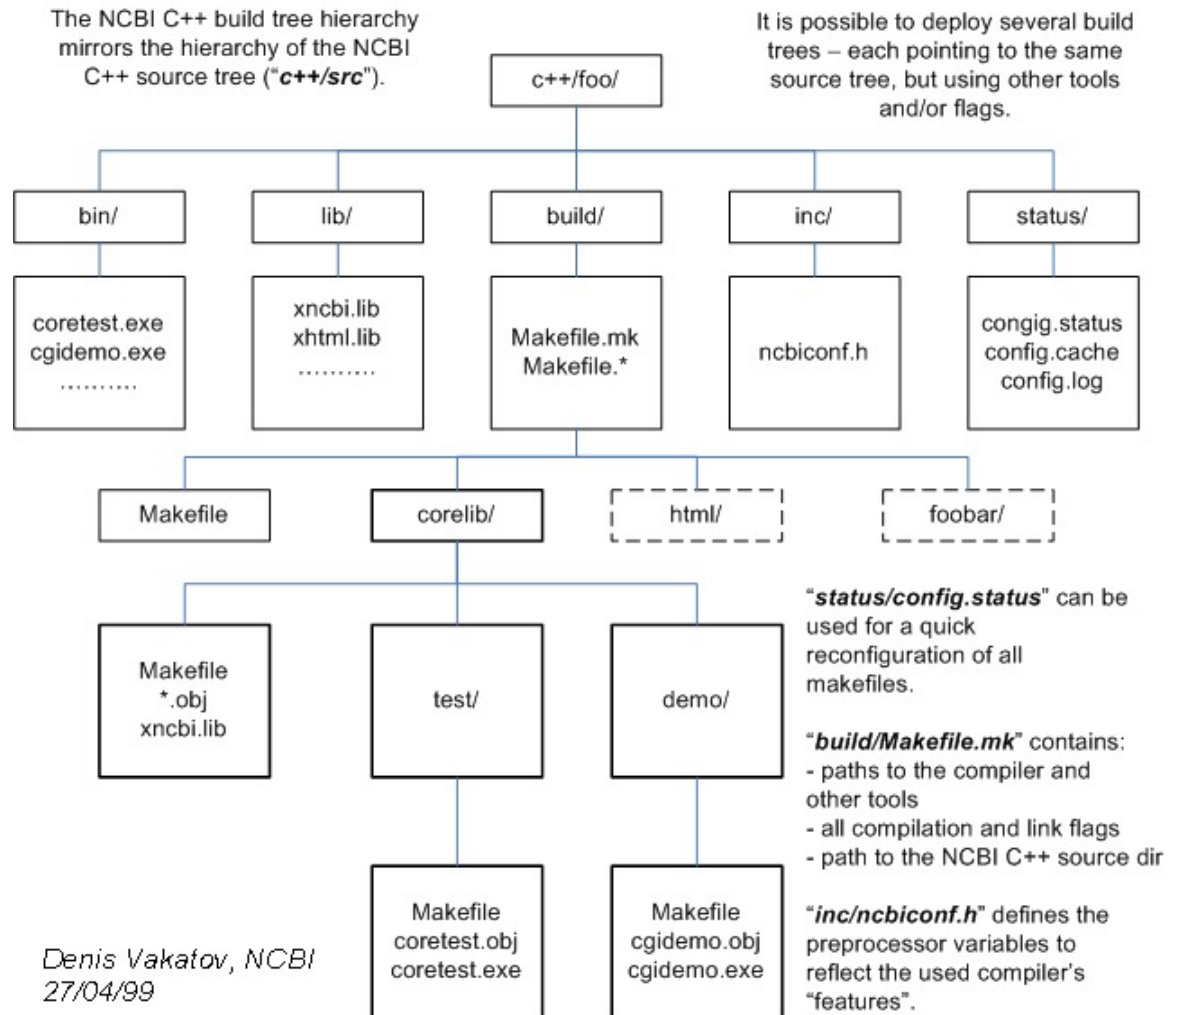 The NCBI C++ build tree hierarchy
mirrors the hierarchy of the NCBI
C++ source tree (“c++/src”).
It is possible to deploy several build
trees – each pointing to the same
source tree, but using other tools
and/or flags.
c++/foo/
bin/
lib/
build/
inc/
status/
coretest.exe
cgidemo.exe
..........
xncbi.lib
xhtml.lib
..........
Makefile.mk
Makefile.*
ncbiconf.h
congig.status
config.cache
config.log
Makefile
corelib/
html/
foobar/
Makefile
*.obj
xncbi.lib
test/
demo/
“status/config.status” can be
used for a quick
reconfiguration of all
makefiles.
“build/Makefile.mk” contains:
- paths to the compiler and
other tools
- all compilation and link flags
- path to the NCBI C++ source dir
Makefile
coretest.obj
coretest.exe
Makefile
cgidemo.obj
cgidemo.exe
“inc/ncbiconf.h” defines the
preprocessor variables to
reflect the used compiler’s
“features”.
Denis Vakatov, NCBI
27/04/99